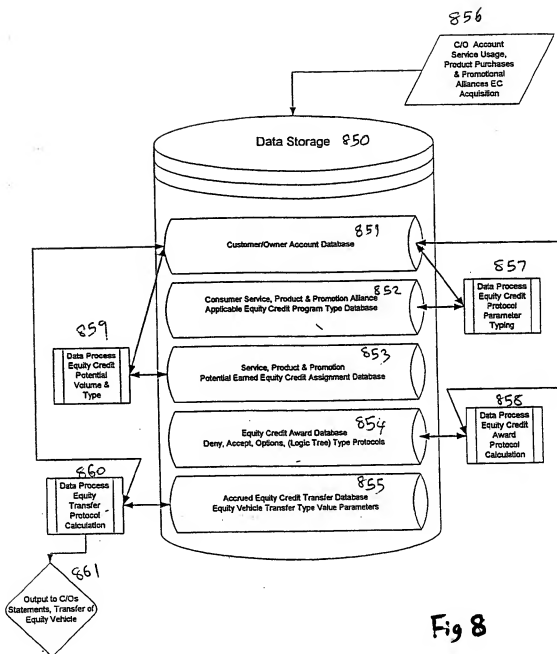 856
C/O Account
Service Usage,
Product Purchases
& Promotional
Alliances EC
Acquisition
Data Storage 850
851
Customer/Owner Account Database
852
Consumer Service, Product & Promotion Alliance
Applicable Equity Credit Program Type Database
857
Data Process
Equity Credit
Protocol
Parameter
Typing
859
Data Process
Equity Credit
Potential
Volume &
Type
853
Service, Product & Promotion
Potential Earned Equity Credit Assignment Database
854
Equity Credit Award Database
Deny, Accept, Options, (Logic Tree) Type Protocols
858
Data Process
Equity Credit
Award
Protocol
Calculation
860
Data Process
Equity
Transfer
Protocol
Calculation
855
Accrued Equity Credit Transfer Database
Equity Vehicle Transfer Type Value Parameters
861
Output to C/Os
Statements, Transfer of
Equity Vehicle
Fig 8